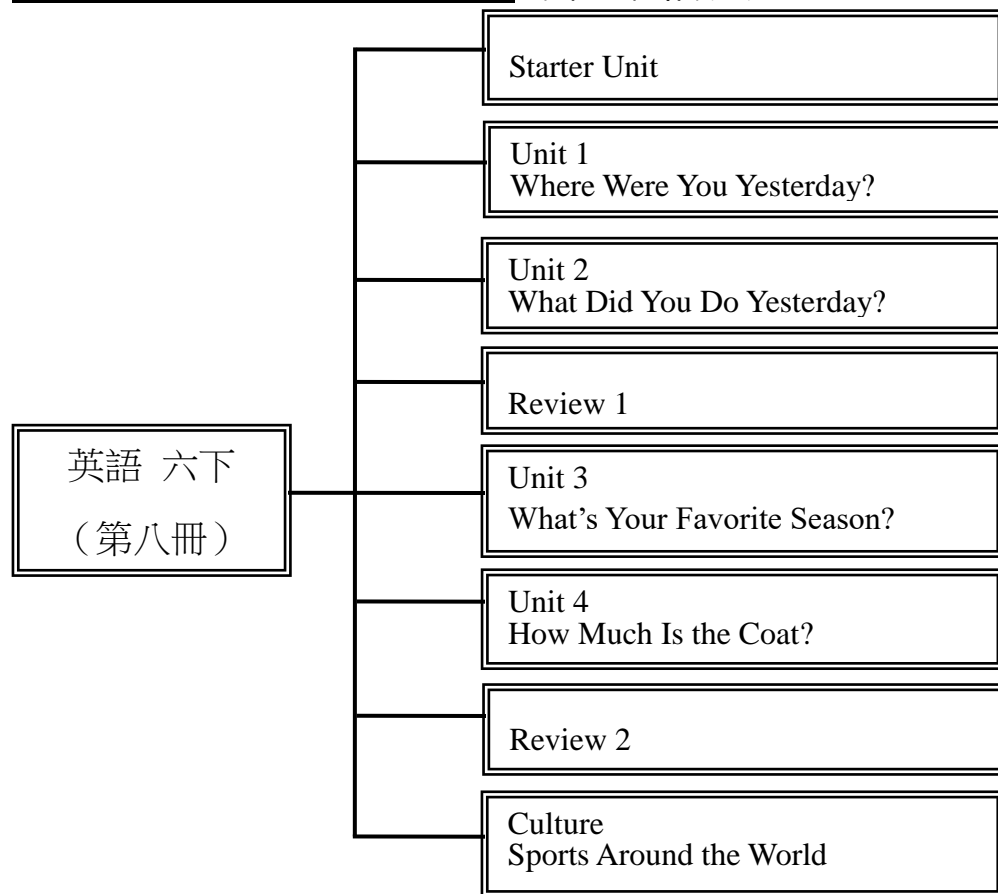 Starter Unit
Unit 1
Where Were You Yesterday?
Unit 2
What Did You Do Yesterday?
Review 1
英語 六下
（第八冊）
Unit 3
What’s Your Favorite Season?
Unit 4
How Much Is the Coat?
Review 2
Culture
Sports Around the World